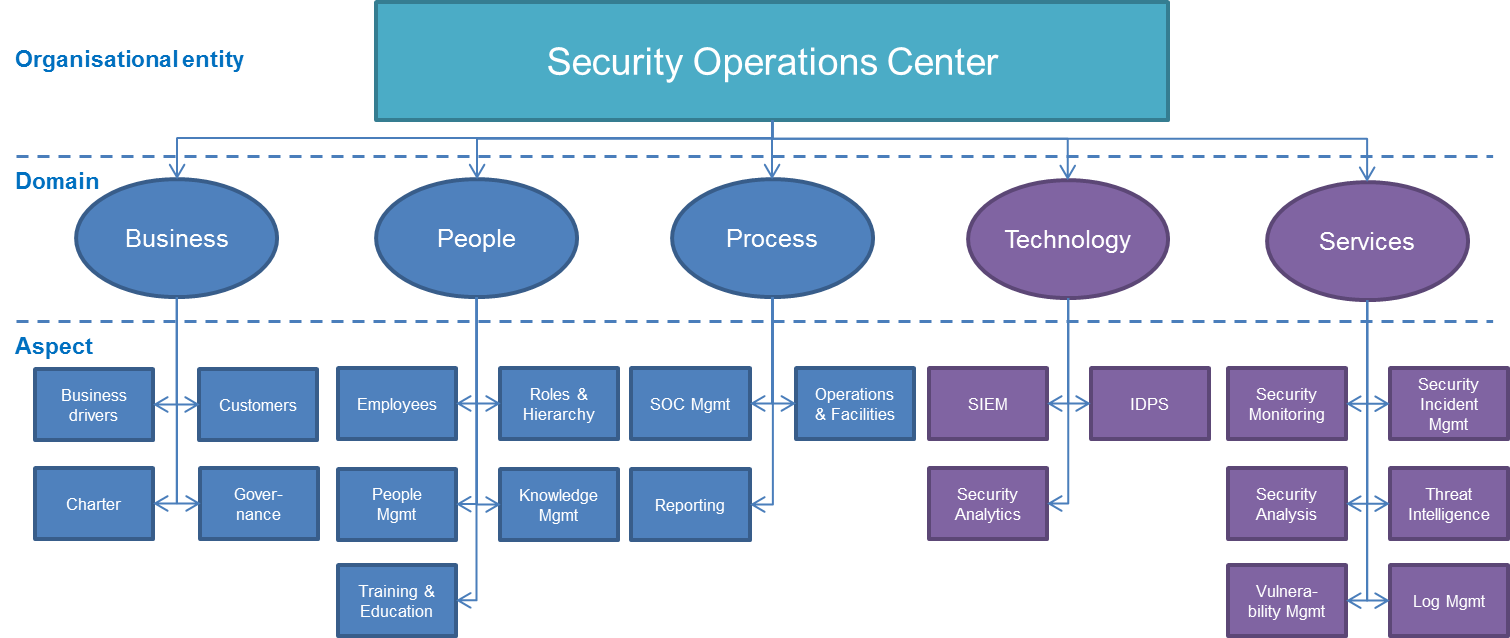 Organisational entity
Security Operations Center
Domain
Business
People
Process
Technology
Services
Aspect
Business
drivers
Customers
Employees
Roles &
Hierarchy
SOC Mgmt
Operations
& Facilities
SIEM
IDPS
Security
Monitoring
Security
Incident
Mgmt
Charter
Gover-
nance
People
Mgmt
Knowledge
Mgmt
Reporting
Security
Analytics
Security
Analysis
Threat
Intelligence
Training &
Education
Vulnera-
bility Mgmt
Log Mgmt